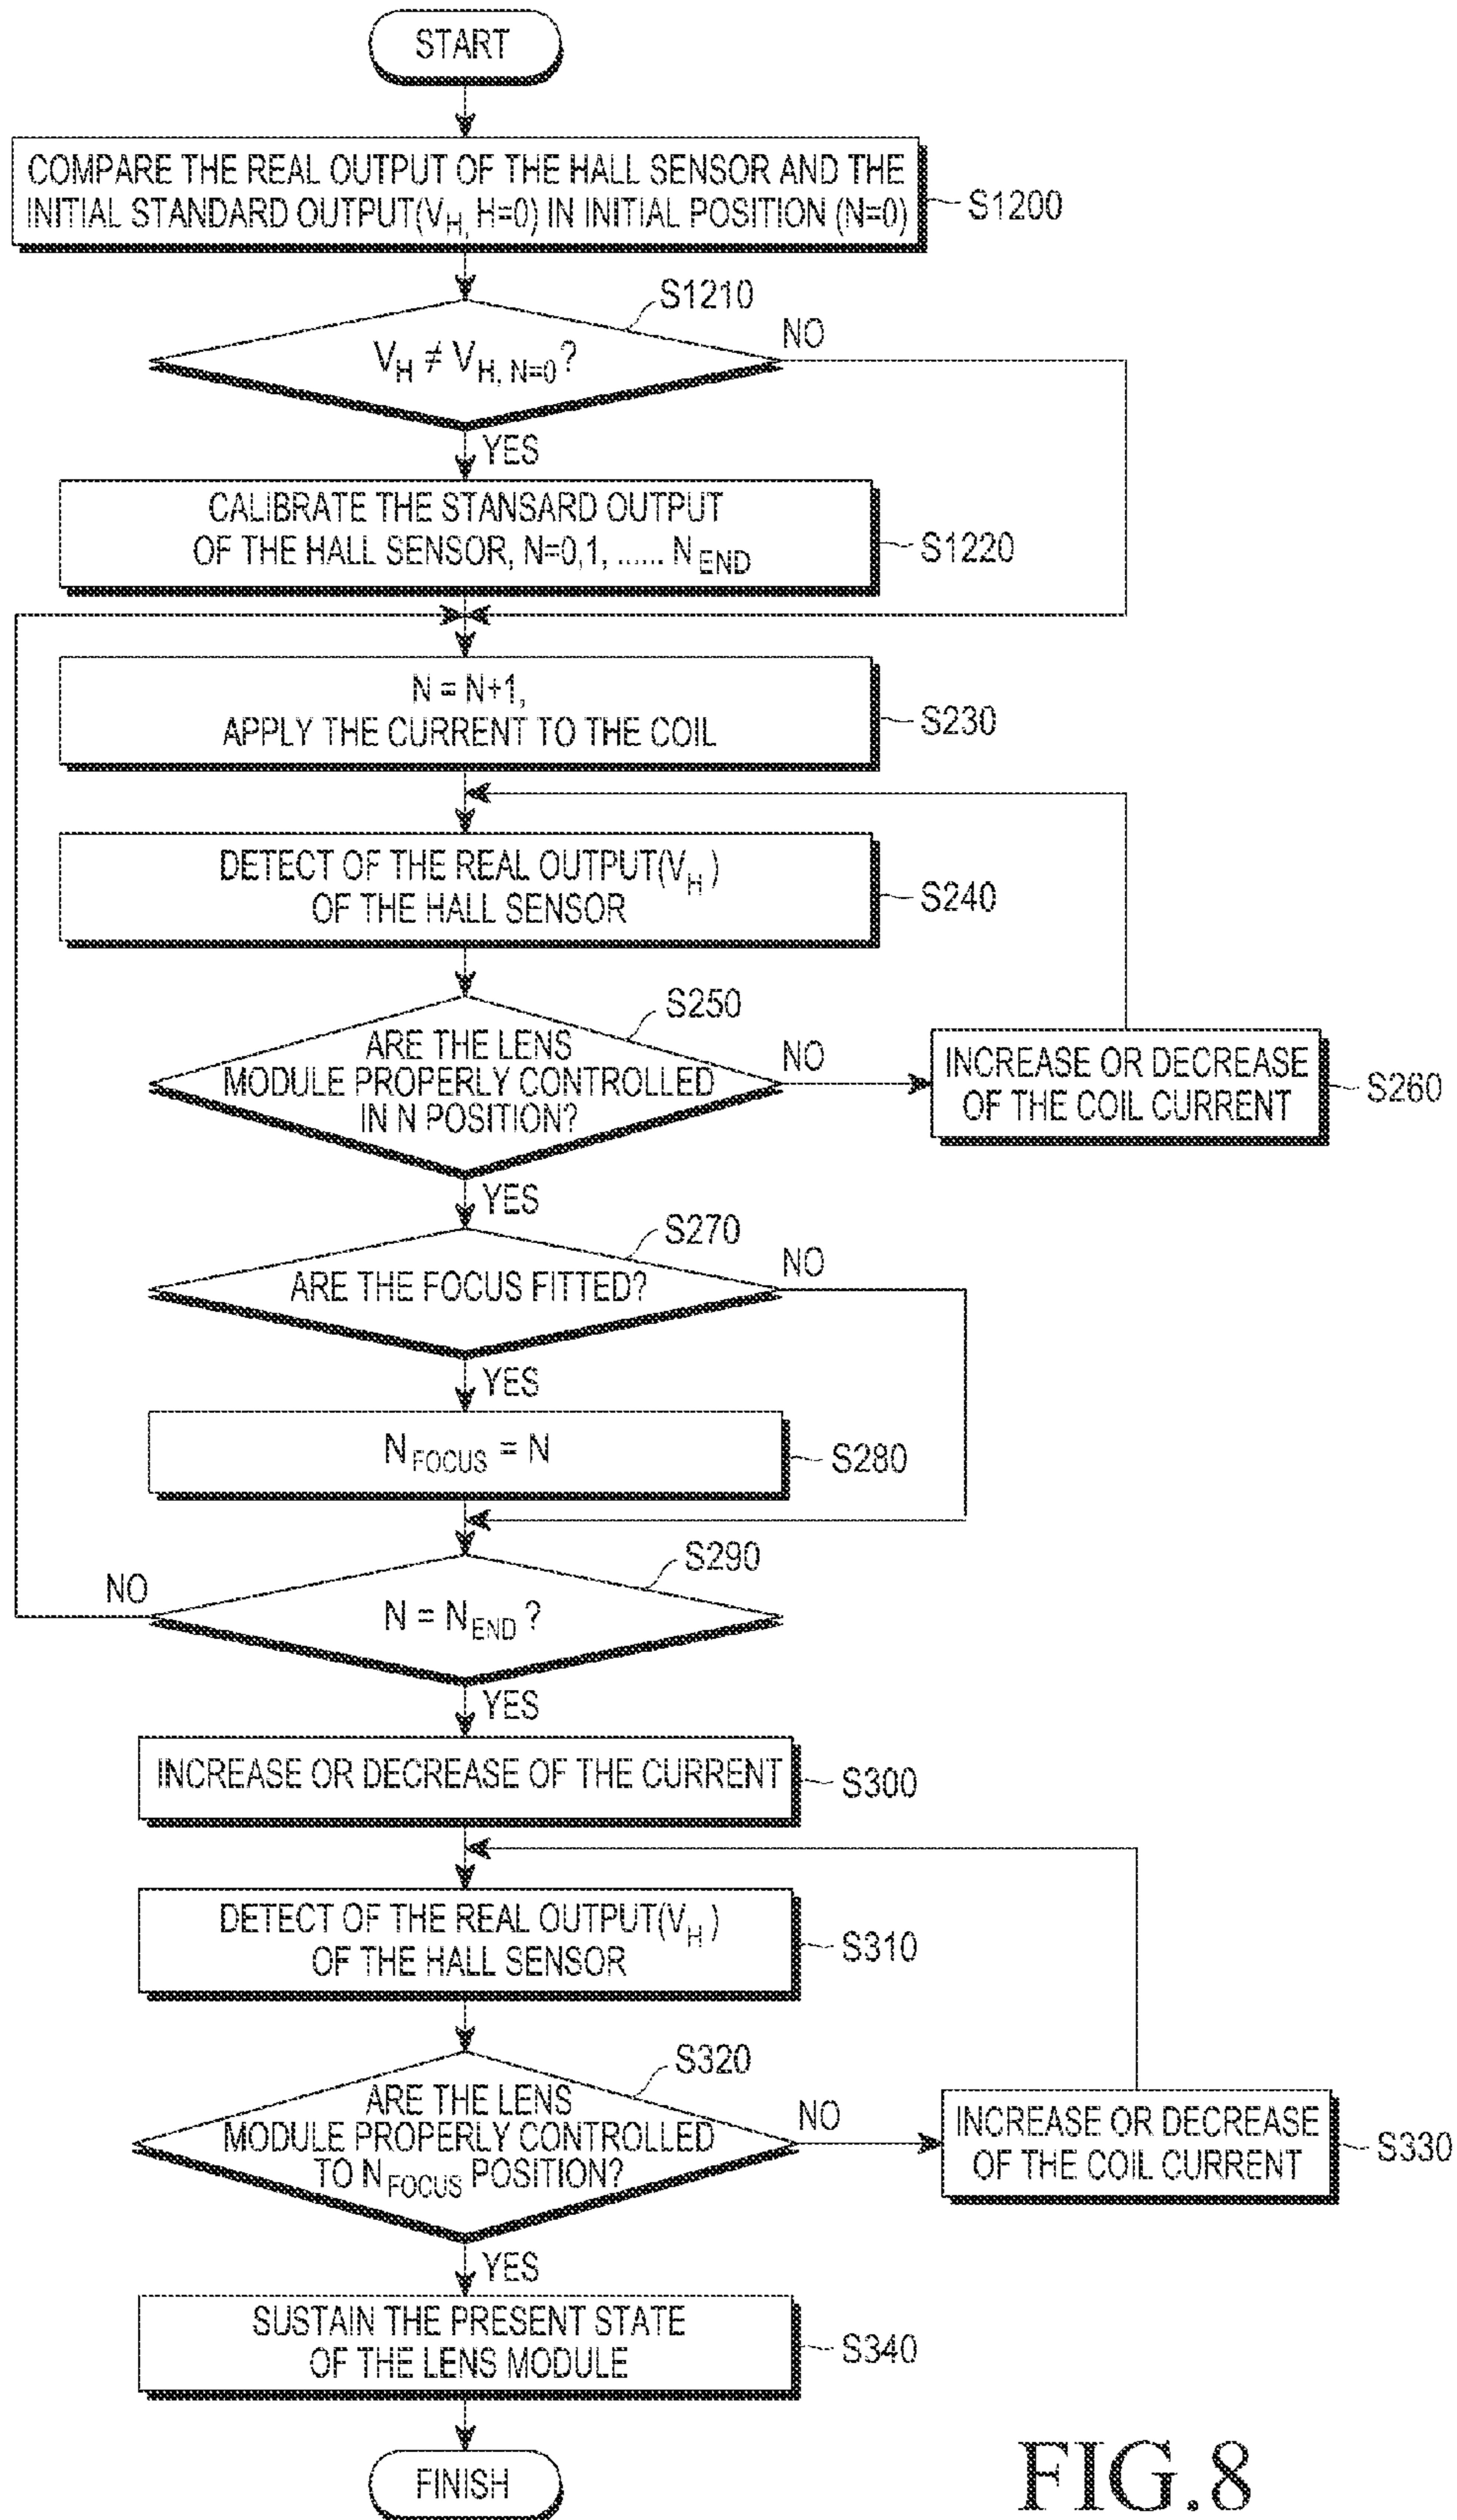 START
COMPARE THE REAL OUTPUT OF THE HALL SENSOR AND THE
INITIAL STANDARD OUTPUT(VH, H=0) IN INITIAL POSITION (N=0)
S1200
S1210
VH ≠ VH, N=0?
NO
YES
CALIBRATE THE STANSARD OUTPUT
OF THE HALL SENSOR, N=0,1, ...... NEND
S1220
N = N+1,
APPLY THE CURRENT TO THE COIL
S230
DETECT OF THE REAL OUTPUT(VH)
OF THE HALL SENSOR
S240
S250
ARE THE LENS
MODULE PROPERLY CONTROLLED
IN N POSITION?
NO
INCREASE OR DECREASE
OF THE COIL CURRENT
S260
YES
S270
ARE THE FOCUS FITTED?
NO
YES
NFOCUS = N
S280
S290
NO
N = NEND?
YES
INCREASE OR DECREASE OF THE CURRENT
S300
DETECT OF THE REAL OUTPUT(VH)
OF THE HALL SENSOR
S310
S320
ARE THE LENS
MODULE PROPERLY CONTROLLED
TO NFOCUS POSITION?
NO
INCREASE OR DECREASE
OF THE COIL CURRENT
S330
YES
SUSTAIN THE PRESENT STATE
OF THE LENS MODULE
S340
FINISH
FIG.8